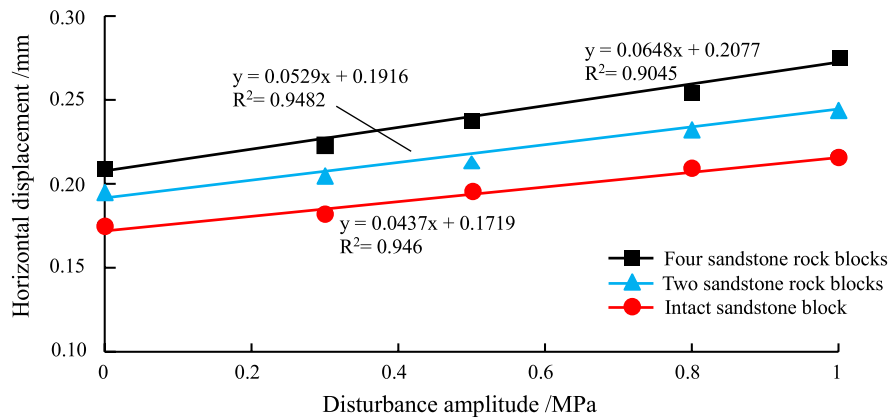 Horizontal displacement /mm
0.30
0.25
0.20
0.15
0.10
y = 0.0529x + 0.1916
R²= 0.9482
y = 0.0648x + 0.2077
R²= 0.9045
y = 0.0437x + 0.1719
R²= 0.946
Four sandstone rock blocks
Two sandstone rock blocks
Intact sandstone block
0
0.2
0.4
0.6
0.8
1
Disturbance amplitude /MPa